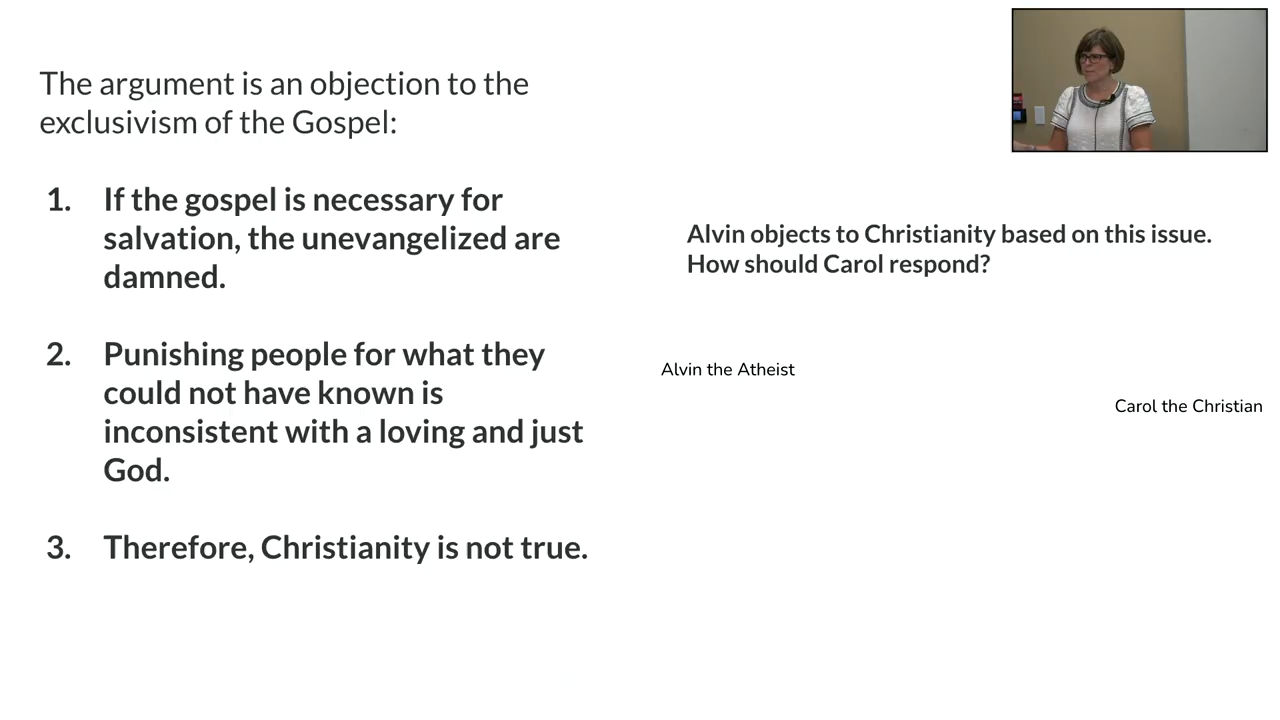 The argument is an objection to the
exclusivism of the Gospel:
1. If the gospel is necessary for
salvation, the unevangelized are
damned.
2. Punishing people for what they
could not have known is
inconsistent with a loving and just
God.
3. Therefore, Christianity is not true.
Alvin objects to Christianity based on this issue.
How should Carol respond?
Alvin the Atheist
Carol the Christian